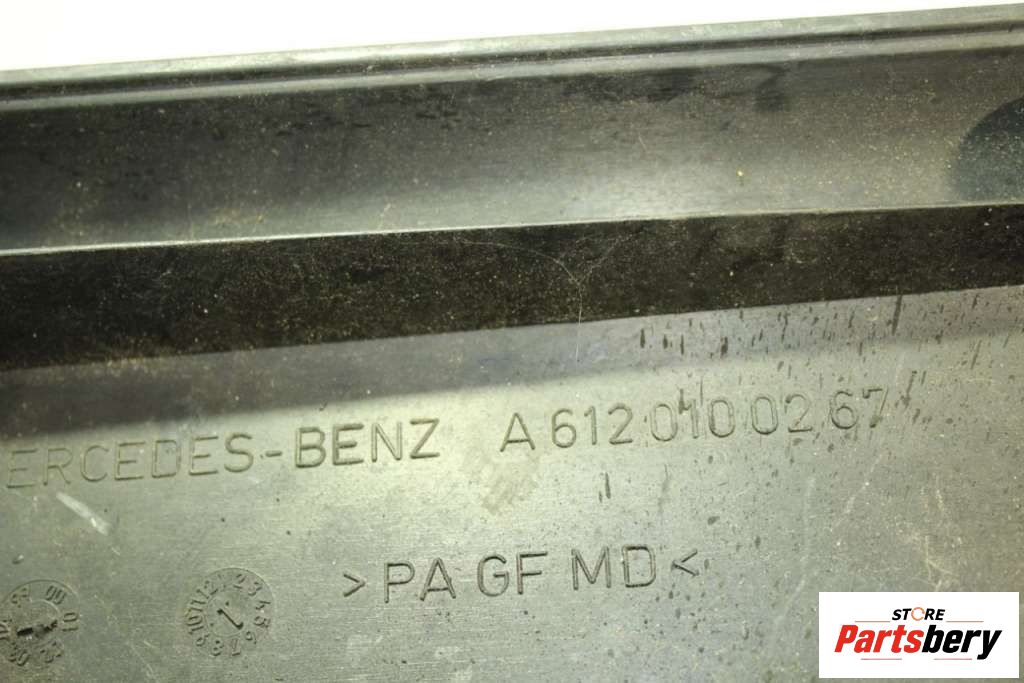 ERCEDES-BENZ A 612 010 02 67
>PA GF MD<
STORE
Partsbery